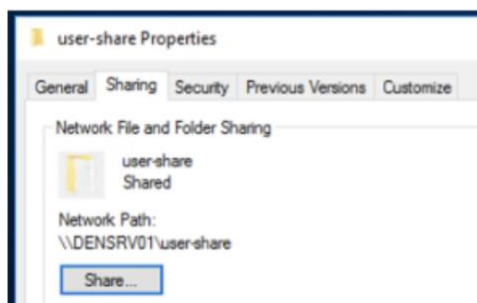 user-share Properties
General Sharing Security Previous Versions Customize
Network File and Folder Sharing
user-share
Shared
Network Path:
\\DENSRV01\user-share
Share...